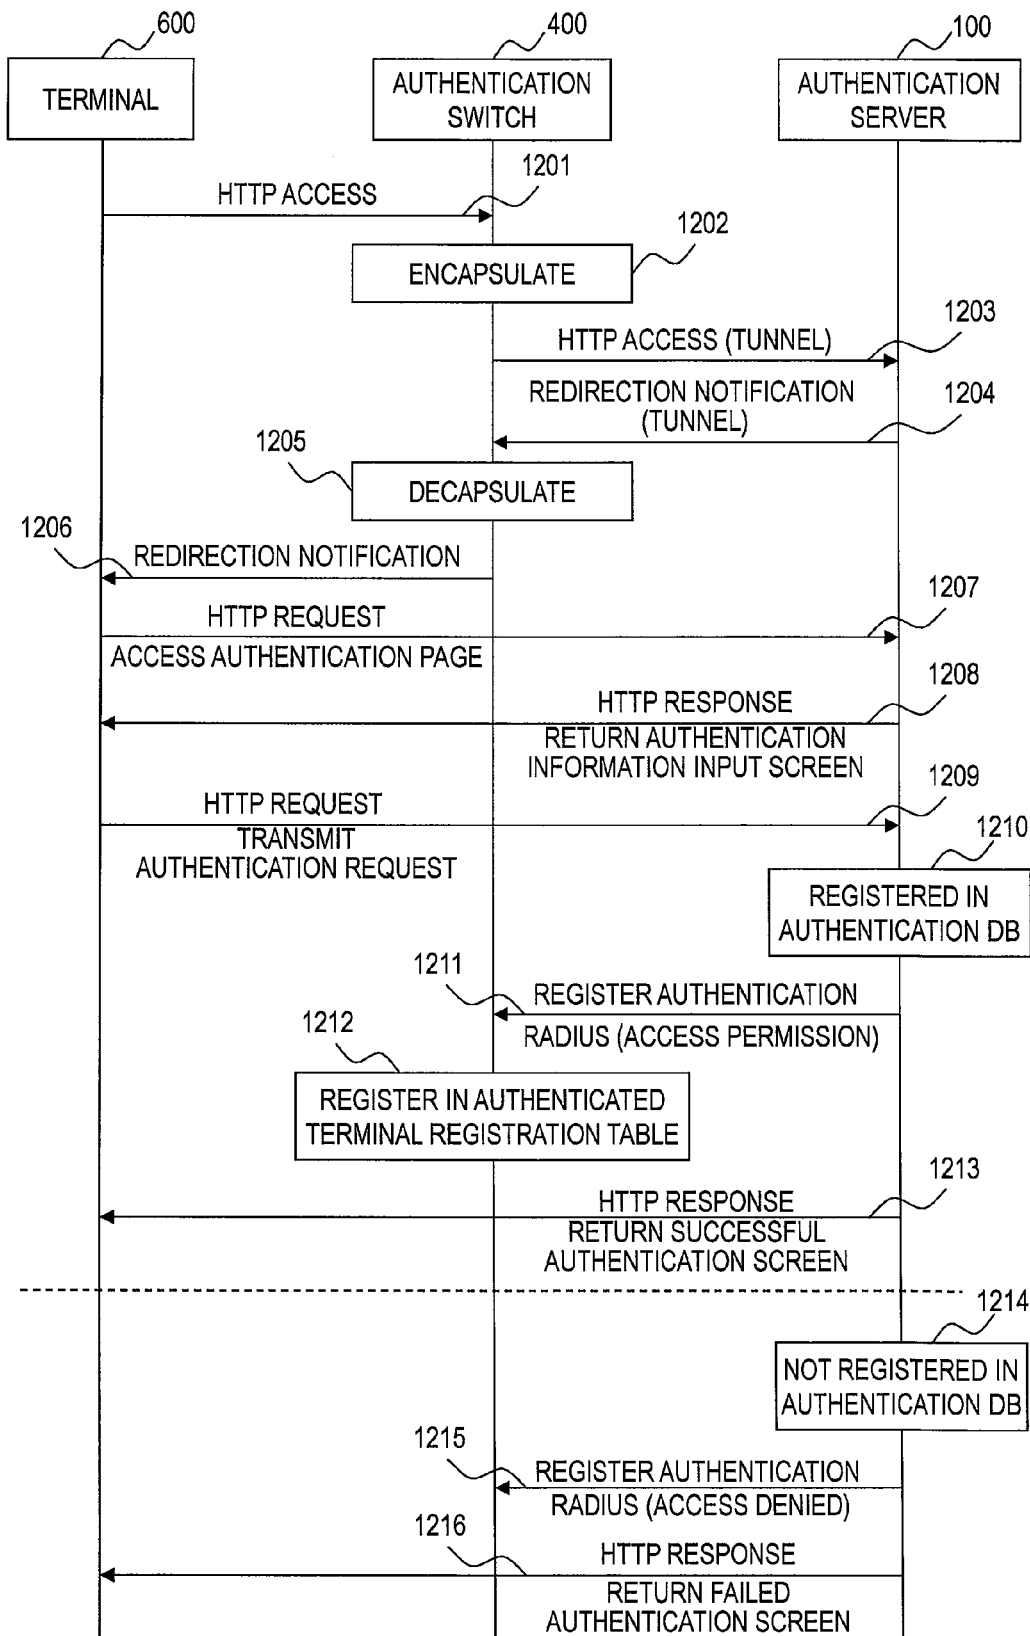 600
400
100
TERMINAL
AUTHENTICATION
SWITCH
AUTHENTICATION
SERVER
1201
HTTP ACCESS
1202
ENCAPSULATE
1203
HTTP ACCESS (TUNNEL)
1204
REDIRECTION NOTIFICATION
(TUNNEL)
1205
DECAPSULATE
1206
REDIRECTION NOTIFICATION
1207
HTTP REQUEST
ACCESS AUTHENTICATION PAGE
1208
HTTP RESPONSE
RETURN AUTHENTICATION
INFORMATION INPUT SCREEN
1209
HTTP REQUEST
TRANSMIT
AUTHENTICATION REQUEST
1210
REGISTERED IN
AUTHENTICATION DB
1211
REGISTER AUTHENTICATION
RADIUS (ACCESS PERMISSION)
1212
REGISTER IN AUTHENTICATED
TERMINAL REGISTRATION TABLE
1213
HTTP RESPONSE
RETURN SUCCESSFUL
AUTHENTICATION SCREEN
1214
NOT REGISTERED IN
AUTHENTICATION DB
1215
REGISTER AUTHENTICATION
RADIUS (ACCESS DENIED)
1216
HTTP RESPONSE
RETURN FAILED
AUTHENTICATION SCREEN